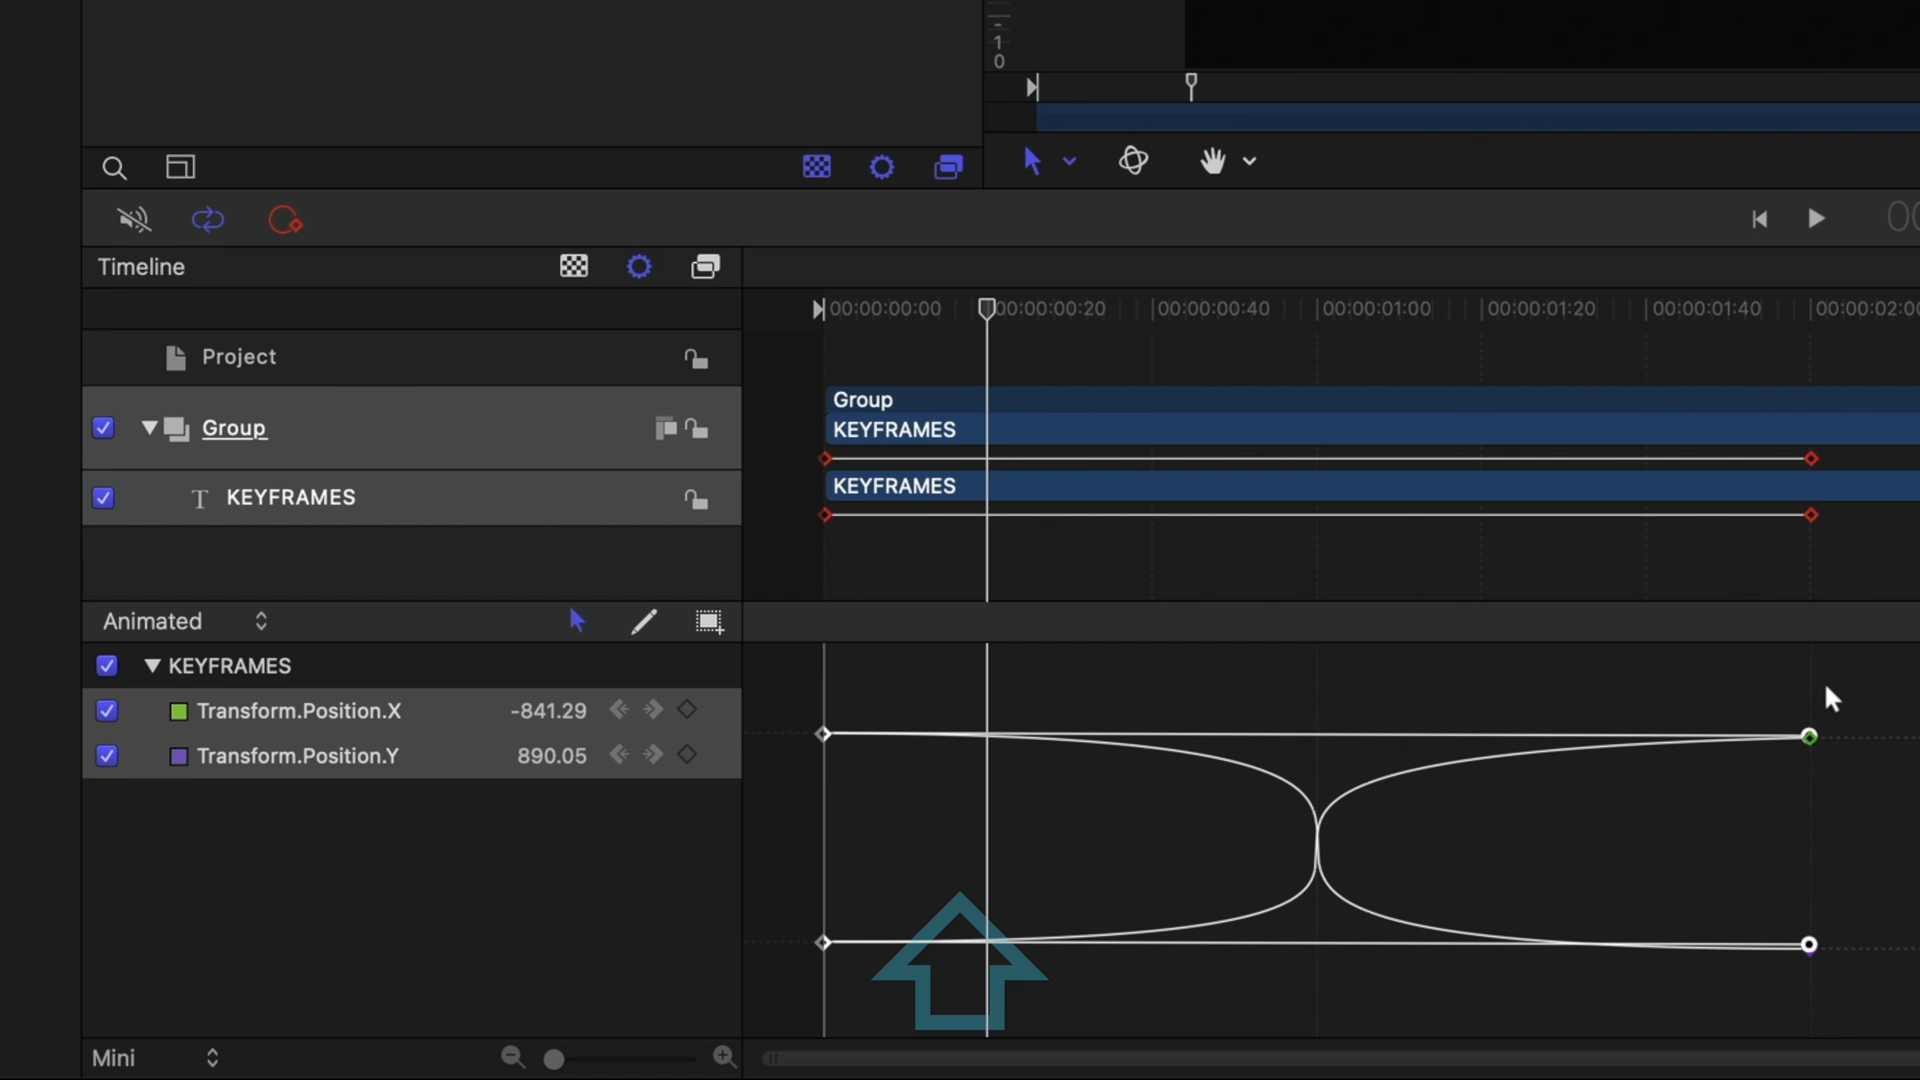 -
1
0
00
Timeline
00:00:00:00 00:00:00:20 00:00:00:40 00:00:01:00 00:00:01:20 00:00:01:40 00:00:02:00
Project
Group
Group
KEYFRAMES
KEYFRAMES
KEYFRAMES
Animated
KEYFRAMES
Transform.Position.X -841.29
Transform.Position.Y 890.05
Mini